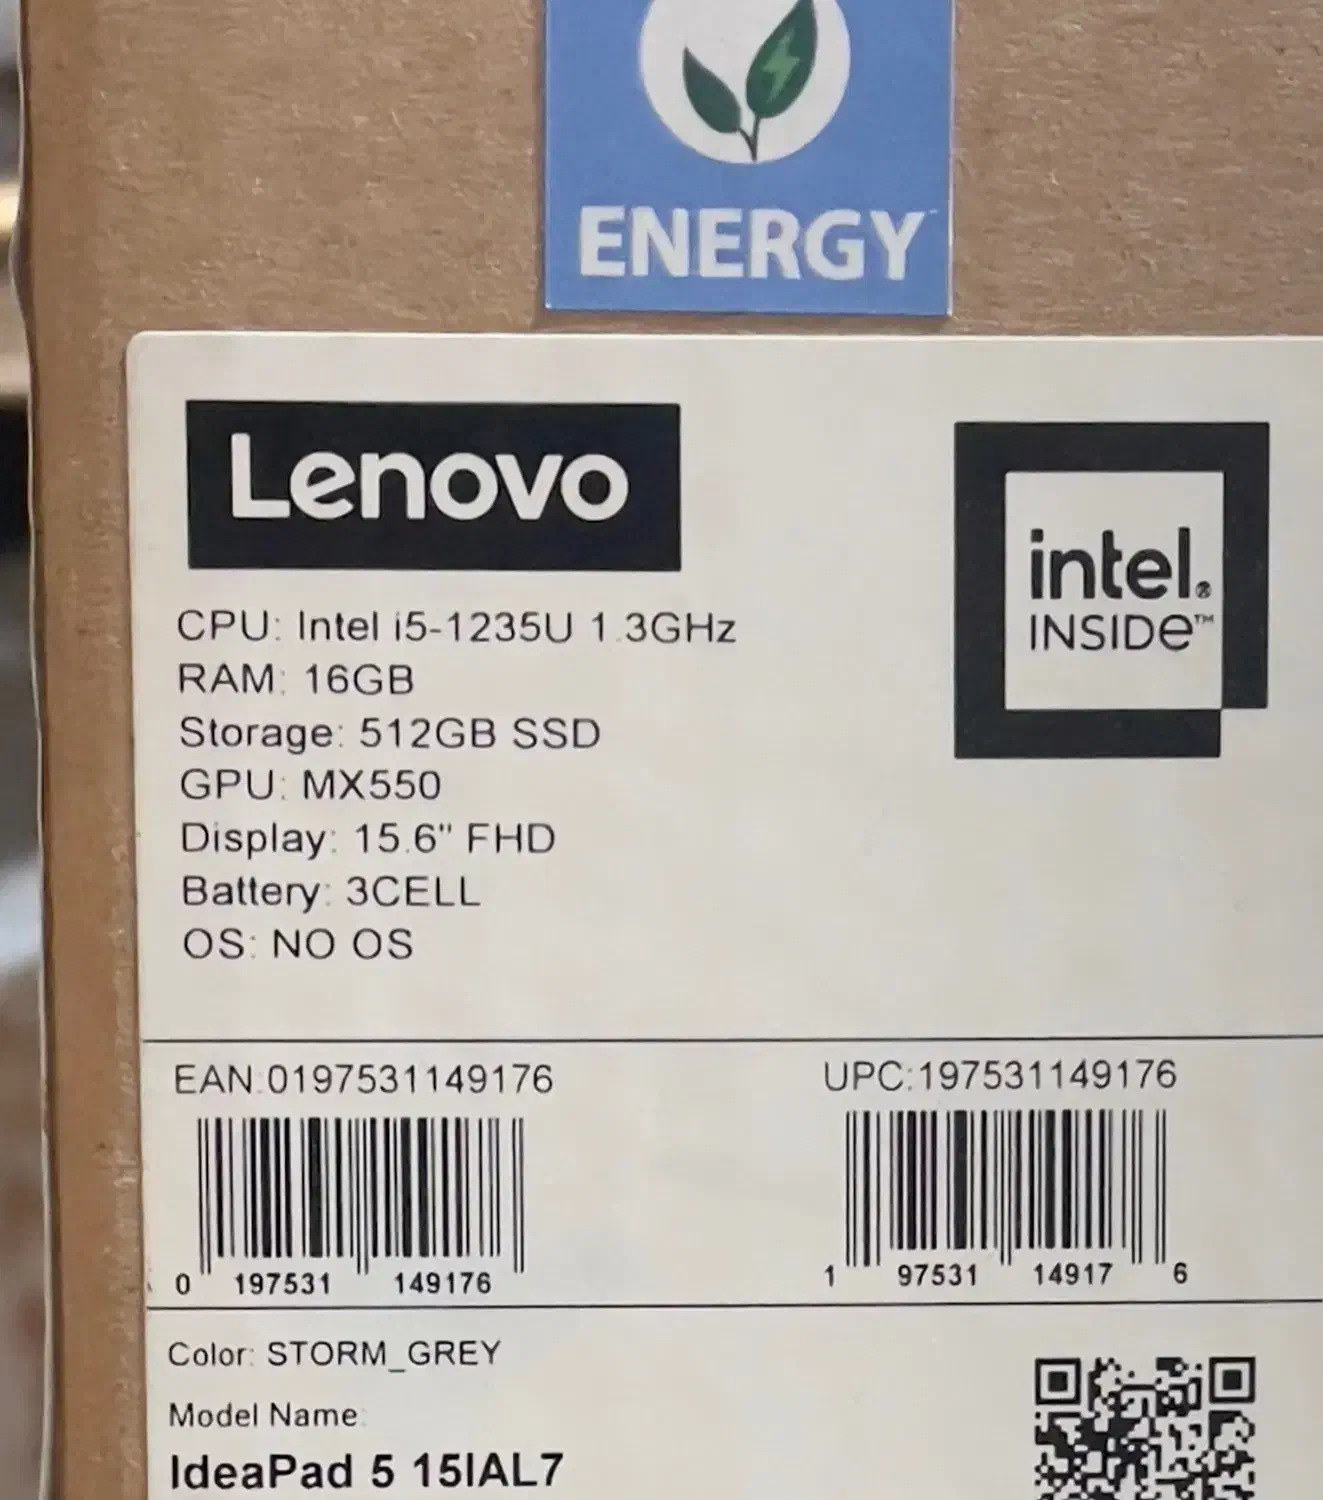 ENERGY
Lenovo
intel.
INSIDe™
CPU: Intel i5-1235U 1.3GHz
RAM: 16GB
Storage: 512GB SSD
GPU: MX550
Display: 15.6" FHD
Battery: 3CELL
OS: NO OS
EAN:0197531149176
UPC:197531149176
0 197531 149176
1 97531 14917 6
Color: STORM_GREY
Model Name:
IdeaPad 5 15IAL7